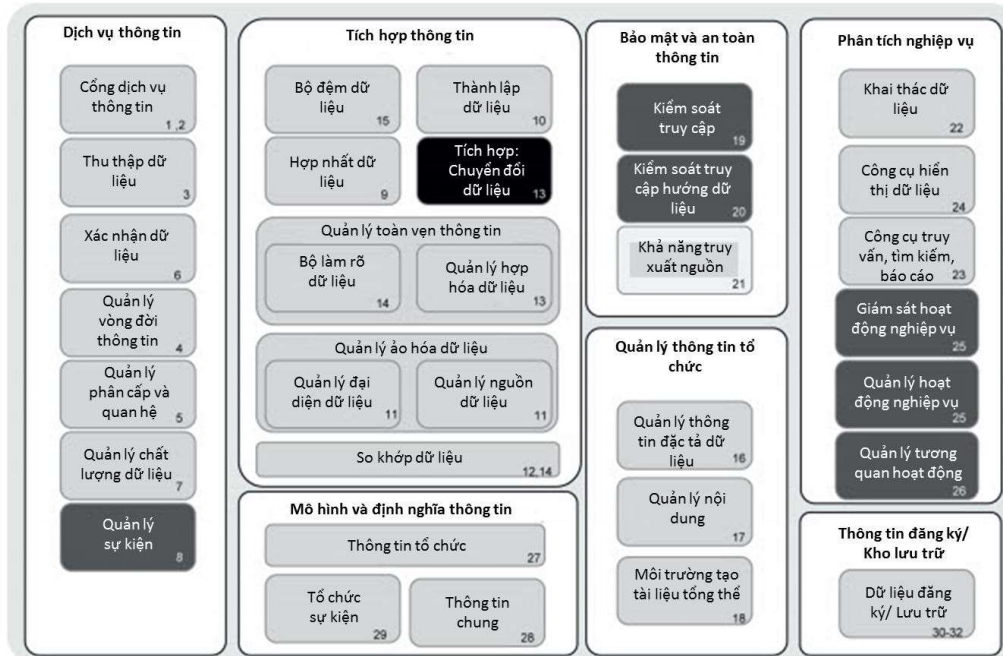 Dịch vụ thông tin
Cổng dịch vụ
thông tin
1 ,2
Thu thập dữ
liệu
3
Xác nhận dữ
liệu
6
Quản lý
vòng đời
thông tin
4
Quản lý
phân cấp và
quan hệ
5
Quản lý chất
lượng dữ liệu
7
Quản lý
sự kiện
8
Tích hợp thông tin
Bộ đệm dữ
liệu
15
Thành lập
dữ liệu
10
Hợp nhất dữ
liệu
9
Tích hợp:
Chuyển đổi
dữ liệu
13
Quản lý toàn vẹn thông tin
Bộ làm rõ
dữ liệu
14
Quản lý hợp
hóa dữ liệu
13
Quản lý ảo hóa dữ liệu
Quản lý đại
diện dữ liệu
11
Quản lý nguồn
dữ liệu
11
So khớp dữ liệu
12,14
Mô hình và định nghĩa thông tin
Thông tin tổ chức
27
Tổ chức
sự kiện
29
Thông tin
chung
28
Bảo mật và an toàn
thông tin
Kiểm soát
truy cập
19
Kiểm soát truy
cập hướng dữ
liệu
20
Khả năng truy
xuất nguồn
21
Quản lý thông tin tổ
chức
Quản lý thông
tin đặc tả dữ
liệu
16
Quản lý nội
dung
17
Môi trường tạo
tài liệu tổng thể
18
Phân tích nghiệp vụ
Khai thác dữ
liệu
22
Công cụ hiển
thị dữ liệu
24
Công cụ truy
vấn, tìm kiếm,
báo cáo
23
Giám sát hoạt
động nghiệp vụ
25
Quản lý hoạt
động nghiệp vụ
25
Quản lý tương
quan hoạt động
26
Thông tin đăng ký/
Kho lưu trữ
Dữ liệu đăng
ký/ Lưu trữ
30-32